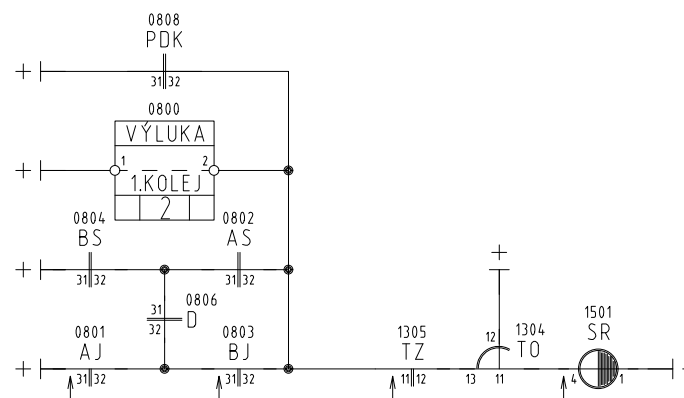 0808
PDK
31 32
0800
VÝLUKA
1 2
1.KOLEJ
2
0804 0802
BS AS
31 32 31 32
31 0806
32 D
0801 0803 1305 1304 1501
AJ BJ TZ 12 TO SR
31 32 31 32 11 12 13 11 4 1